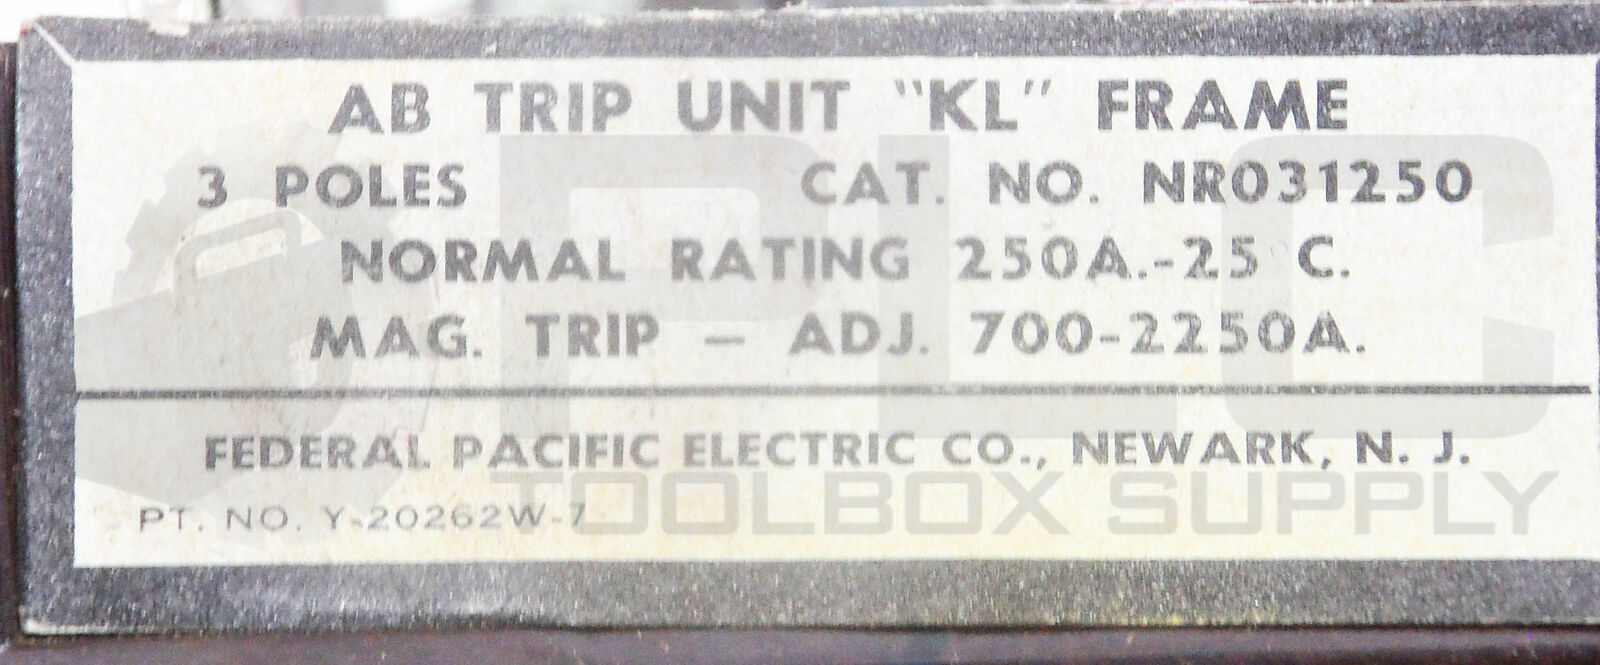 AB TRIP UNIT "KL" FRAME
3 POLES CAT. NO. NR031250
NORMAL RATING 250A.-25 C.
MAG. TRIP — ADJ. 700-2250A.
FEDERAL PACIFIC ELECTRIC CO., NEWARK, N. J.
PT. NO. Y-20262W-7
PLC
TOOLBOX SUPPLY